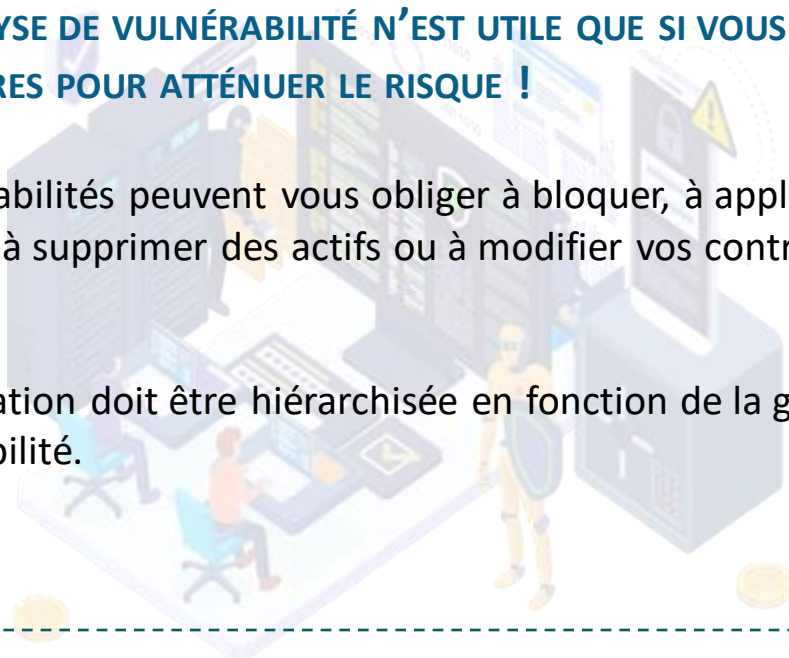 YSE DE VULNÉRABILITÉ N’EST UTILE QUE SI VOUS
RES POUR ATTÉNUER LE RISQUE !
abilités peuvent vous obliger à bloquer, à appl
à supprimer des actifs ou à modifier vos contr
ation doit être hiérarchisée en fonction de la g
bilité.